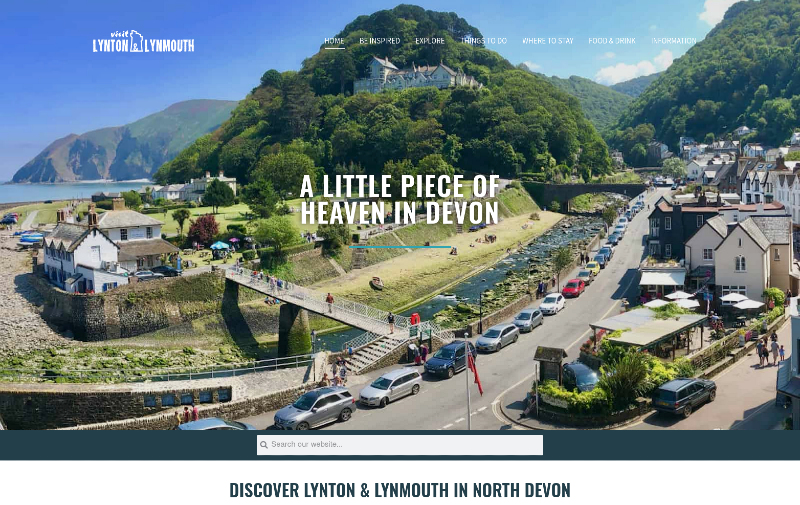 visit
LYNTON & LYNMOUTH
HOME BE INSPIRED EXPLORE THINGS TO DO WHERE TO STAY FOOD & DRINK INFORMATION
A LITTLE PIECE OF
HEAVEN IN DEVON
Search our website...
DISCOVER LYNTON & LYNMOUTH IN NORTH DEVON